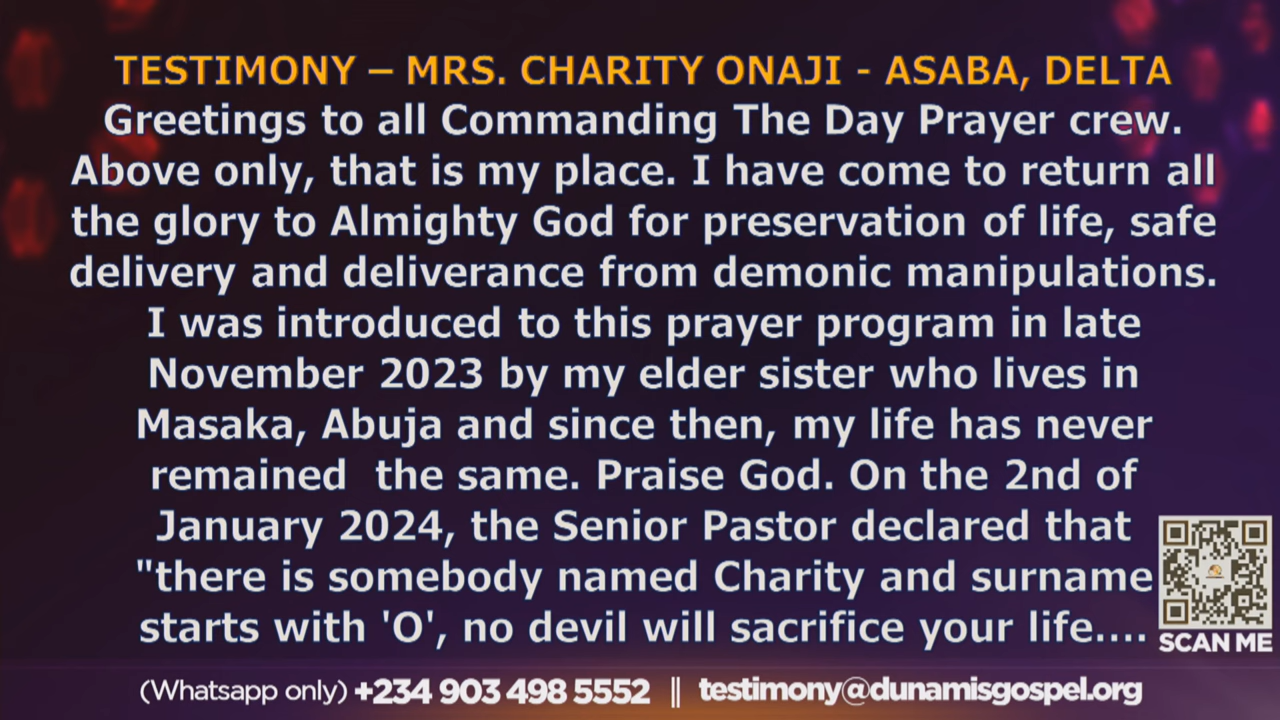 TESTIMONY – MRS. CHARITY ONAJI - ASABA, DELTA
Greetings to all Commanding The Day Prayer crew.
Above only, that is my place. I have come to return all
the glory to Almighty God for preservation of life, safe
delivery and deliverance from demonic manipulations.
I was introduced to this prayer program in late
November 2023 by my elder sister who lives in
Masaka, Abuja and since then, my life has never
remained  the same. Praise God. On the 2nd of
January 2024, the Senior Pastor declared that
"there is somebody named Charity and surname
starts with 'O', no devil will sacrifice your life....
SCAN ME
(Whatsapp only) +234 903 498 5552 || testimony@dunamisgospel.org